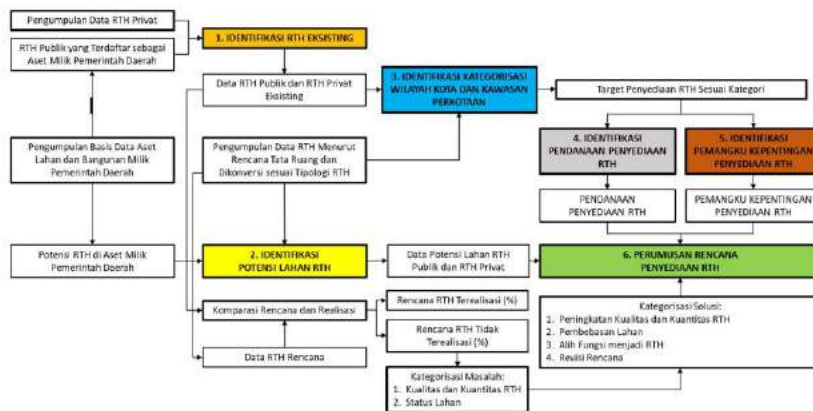 Pengumpulan Data RTH Privat
RTH Publik yang Terdaftar sebagai
Aset Milik Pemerintah Daerah
1. IDENTIFIKASI RTH EKSISTING
Data RTH Publik dan RTH Privat
Eksisting
3. IDENTIFIKASI KATEGORISASI
WILAYAH KOTA DAN KAWASAN
PERKOTAAN
Target Penyediaan RTH Sesuai Kategori
Pengumpulan Basis Data Aset
Lahan dan Bangunan Milik
Pemerintah Daerah
Pengumpulan Data RTH Menurut
Rencana Tata Ruang dan
Dikonversi sesuai Tipologi RTH
4. IDENTIFIKASI
PENDANAAN PENYEDIAAN
RTH
5. IDENTIFIKASI
PEMANGKU KEPENTINGAN
PENYEDIAAN RTH
PENDANAAN
PENYEDIAAN RTH
PEMANGKU KEPENTINGAN
PENYEDIAAN RTH
Potensi RTH di Aset Milik
Pemerintah Daerah
2. IDENTIFIKASI
POTENSI LAHAN RTH
Data Potensi Lahan RTH
Publik dan RTH Privat
6. PERUMUSAN RENCANA
PENYEDIAAN RTH
Komparasi Rencana dan Realisasi
Rencana RTH Terealisasi (%)
Rencana RTH Tidak
Terealisasi (%)
Data RTH Rencana
Kategorisasi Masalah:
1. Kualitas dan Kuantitas RTH
2. Status Lahan
Kategorisasi Solusi:
1. Peningkatan Kualitas dan Kuantitas RTH
2. Pembebasan Lahan
3. Alih Fungsi menjadi RTH
4. Revisi Rencana